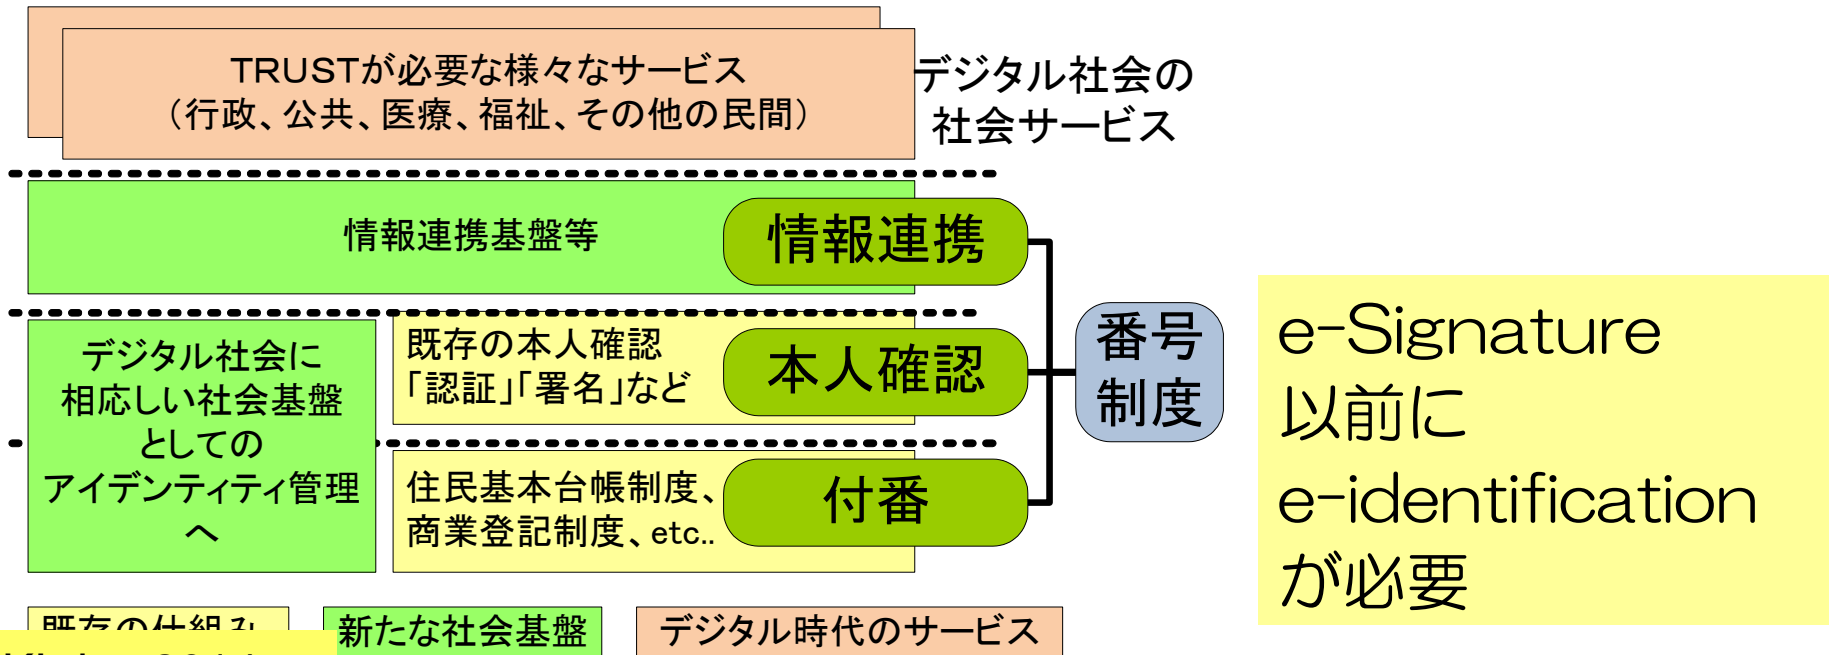 TRUSTが必要な様々なサービス
（行政、公共、医療、福祉、その他の民間）
デジタル社会の
社会サービス
情報連携基盤等
情報連携
デジタル社会に
相応しい社会基盤
としての
アイデンティティ管理
へ
既存の本人確認
「認証」「署名」など
本人確認
住民基本台帳制度、
商業登記制度、etc..
付番
番号
制度
e-Signature
以前に
e-identification
が必要
既存の仕組み
新たな社会基盤
デジタル時代のサービス